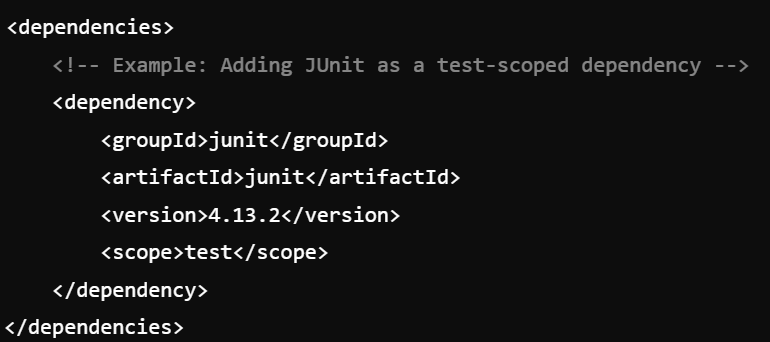 <dependencies>
    <!-- Example: Adding JUnit as a test-scoped dependency -->
    <dependency>
        <groupId>junit</groupId>
        <artifactId>junit</artifactId>
        <version>4.13.2</version>
        <scope>test</scope>
    </dependency>
</dependencies>